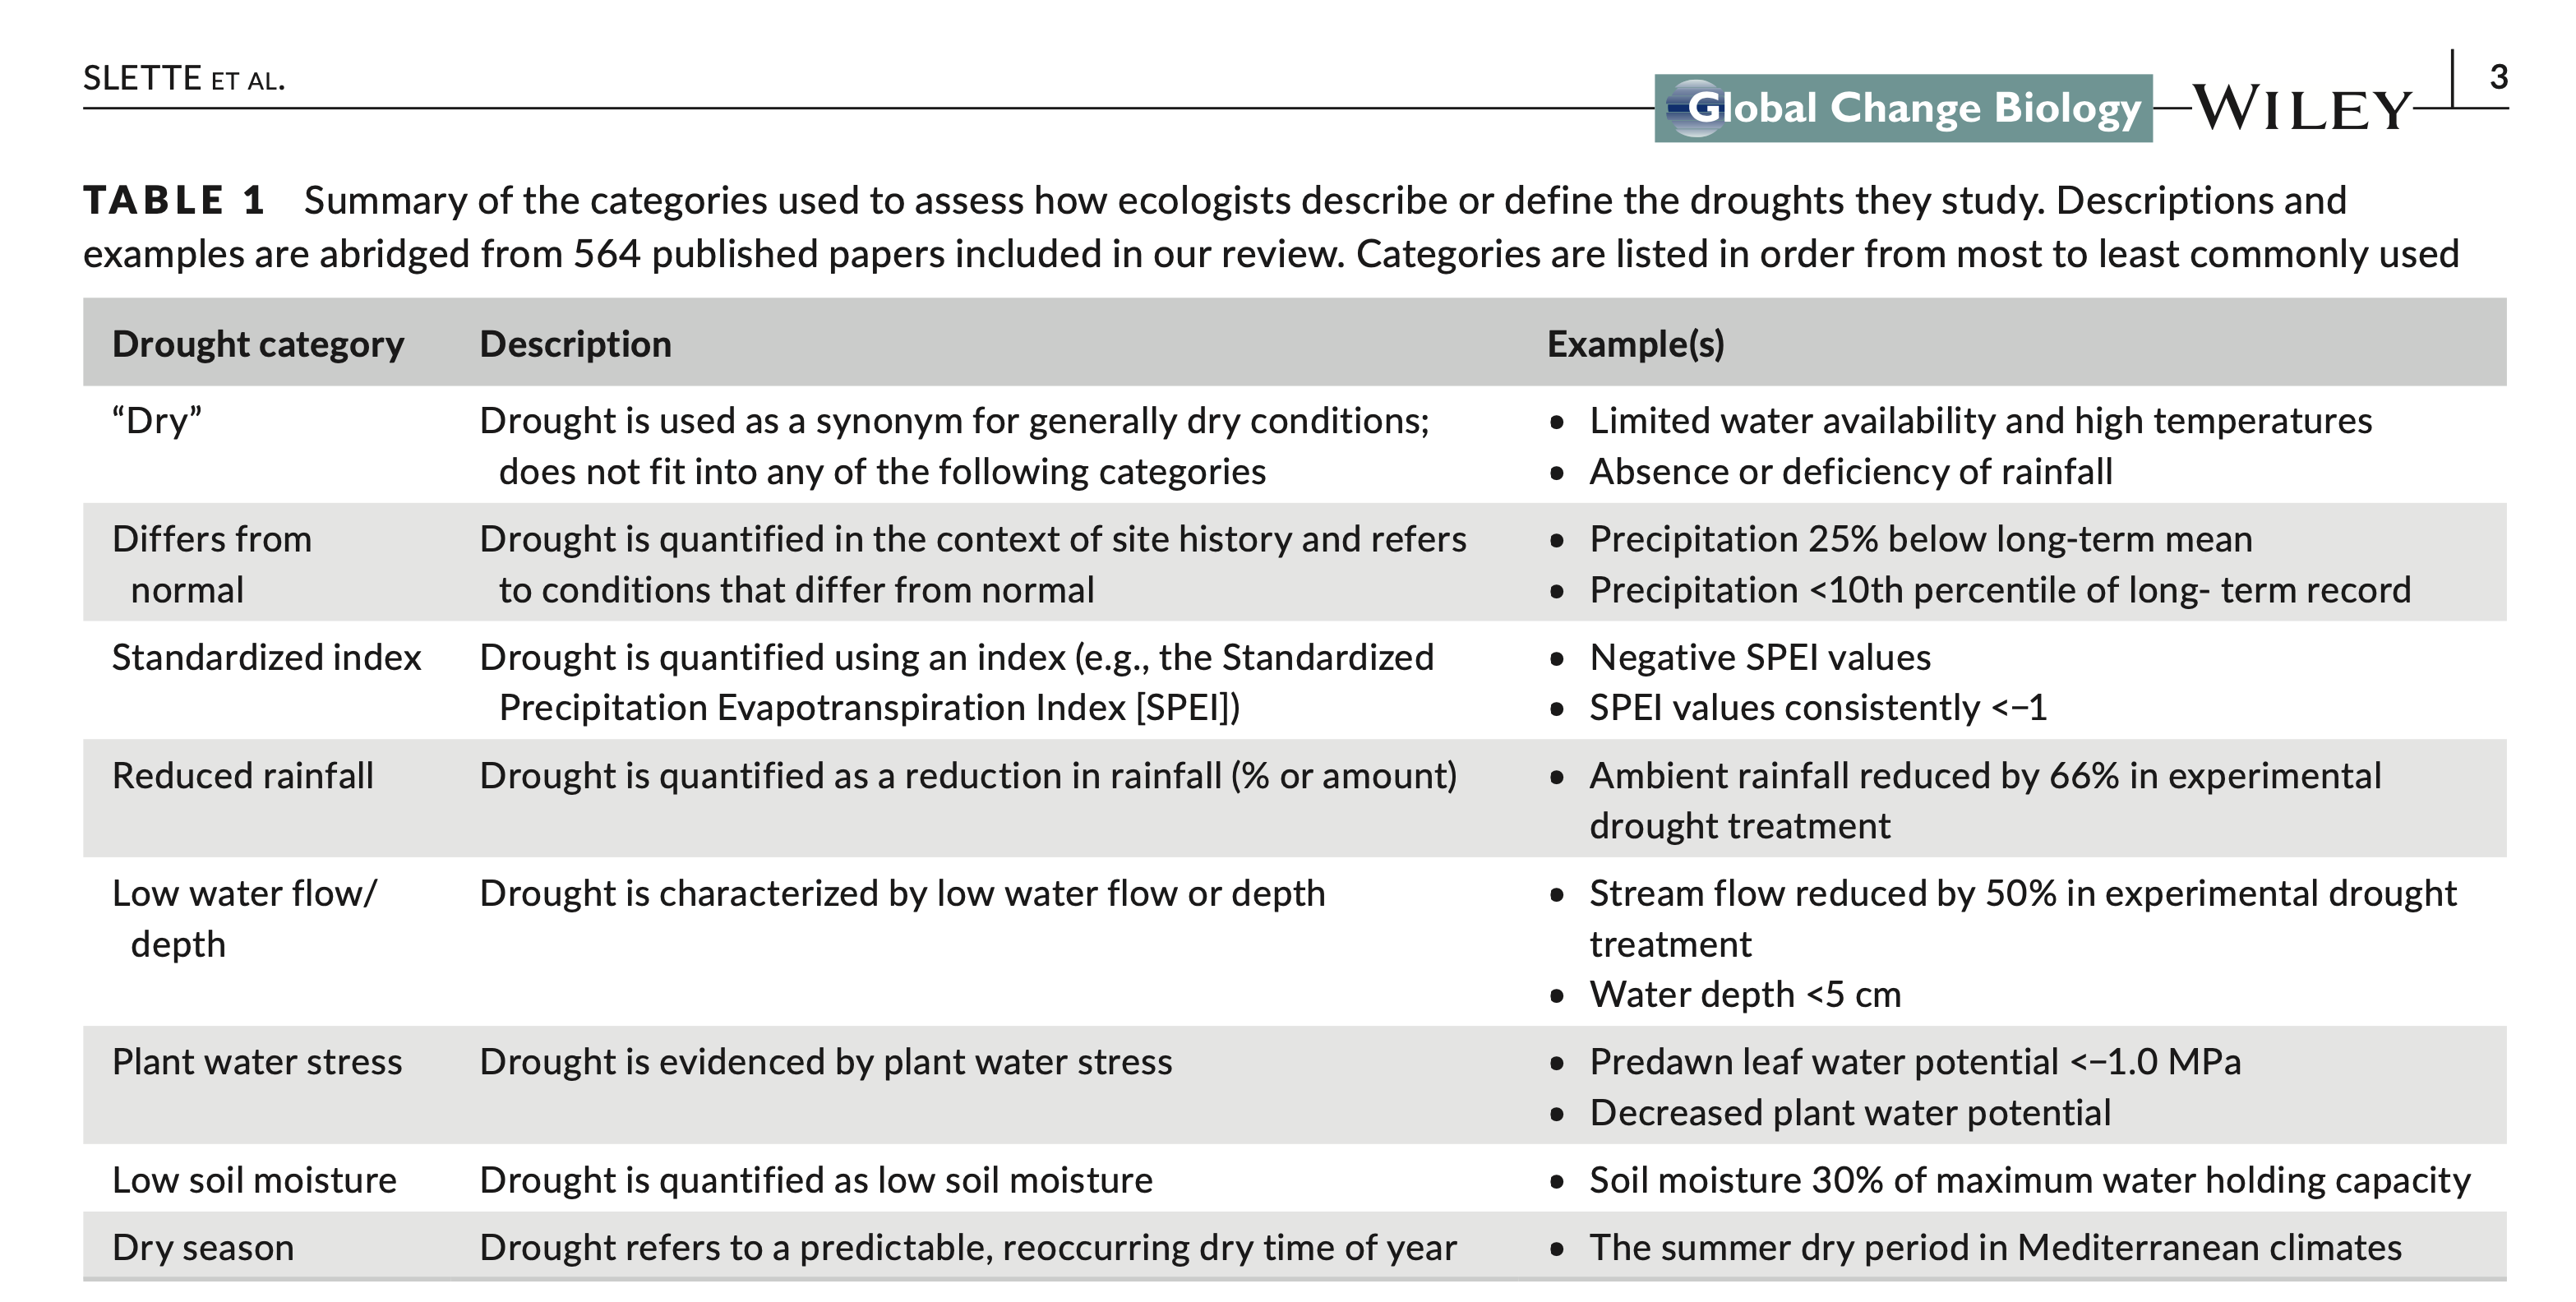 SLETTE ET AL.
Global Change Biology WILEY 3
TABLE 1 Summary of the categories used to assess how ecologists describe or define the droughts they study. Descriptions and
examples are abridged from 564 published papers included in our review. Categories are listed in order from most to least commonly used
Drought category Description Example(s)
“Dry” Drought is used as a synonym for generally dry conditions; • Limited water availability and high temperatures
does not fit into any of the following categories • Absence or deficiency of rainfall
Differs from Drought is quantified in the context of site history and refers • Precipitation 25% below long-term mean
normal to conditions that differ from normal • Precipitation <10th percentile of long- term record
Standardized index Drought is quantified using an index (e.g., the Standardized • Negative SPEI values
Precipitation Evapotranspiration Index [SPEI]) • SPEI values consistently <−1
Reduced rainfall Drought is quantified as a reduction in rainfall (% or amount) • Ambient rainfall reduced by 66% in experimental
drought treatment
Low water flow/ Drought is characterized by low water flow or depth • Stream flow reduced by 50% in experimental drought
depth treatment
• Water depth <5 cm
Plant water stress Drought is evidenced by plant water stress • Predawn leaf water potential <−1.0 MPa
• Decreased plant water potential
Low soil moisture Drought is quantified as low soil moisture • Soil moisture 30% of maximum water holding capacity
Dry season Drought refers to a predictable, reoccurring dry time of year • The summer dry period in Mediterranean climates